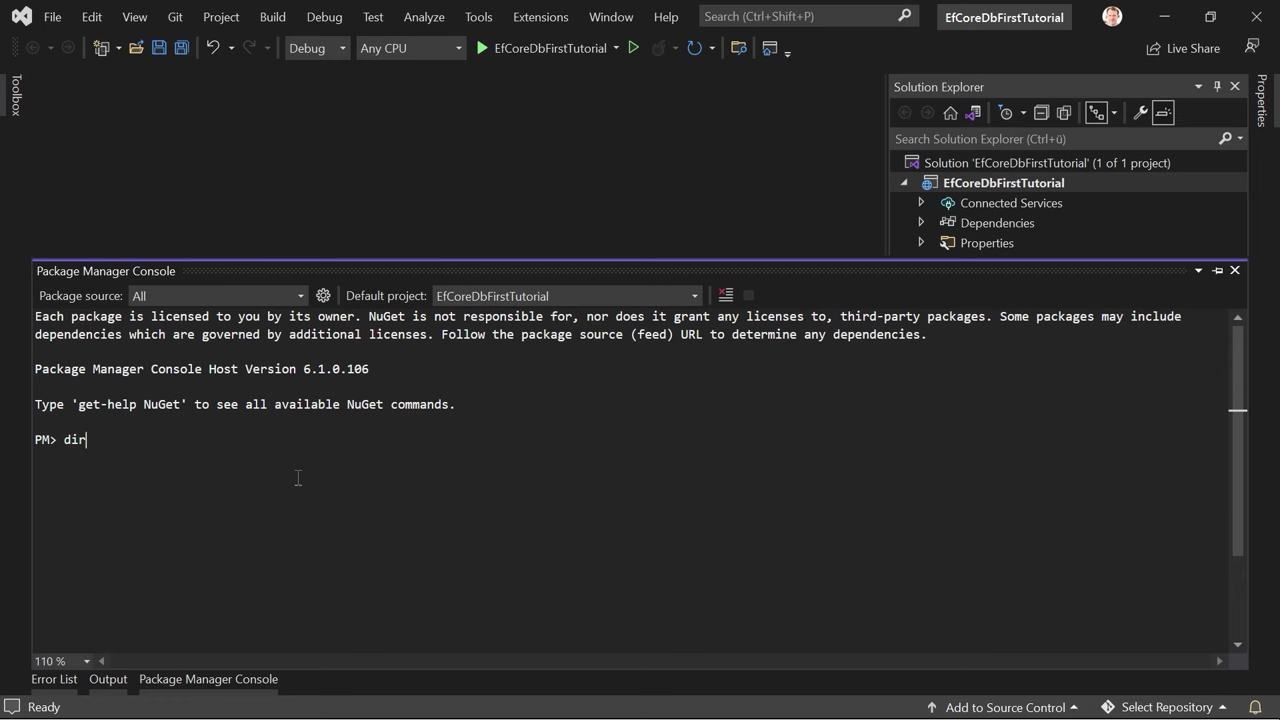 File Edit View Git Project Build Debug Test Analyze Tools Extensions Window Help Search (Ctrl+Shift+P) EfCoreDbFirstTutorial
Debug Any CPU EfCoreDbFirstTutorial Live Share
Toolbox
Solution Explorer
Properties
Search Solution Explorer (Ctrl+ü)
Solution 'EfCoreDbFirstTutorial' (1 of 1 project)
EfCoreDbFirstTutorial
Connected Services
Dependencies
Properties
Package Manager Console
Package source: All Default project: EfCoreDbFirstTutorial
Each package is licensed to you by its owner. NuGet is not responsible for, nor does it grant any licenses to, third-party packages. Some packages may include
dependencies which are governed by additional licenses. Follow the package source (feed) URL to determine any dependencies.
Package Manager Console Host Version 6.1.0.106
Type 'get-help NuGet' to see all available NuGet commands.
PM> dir
110 %
Error List Output Package Manager Console
Ready Add to Source Control Select Repository